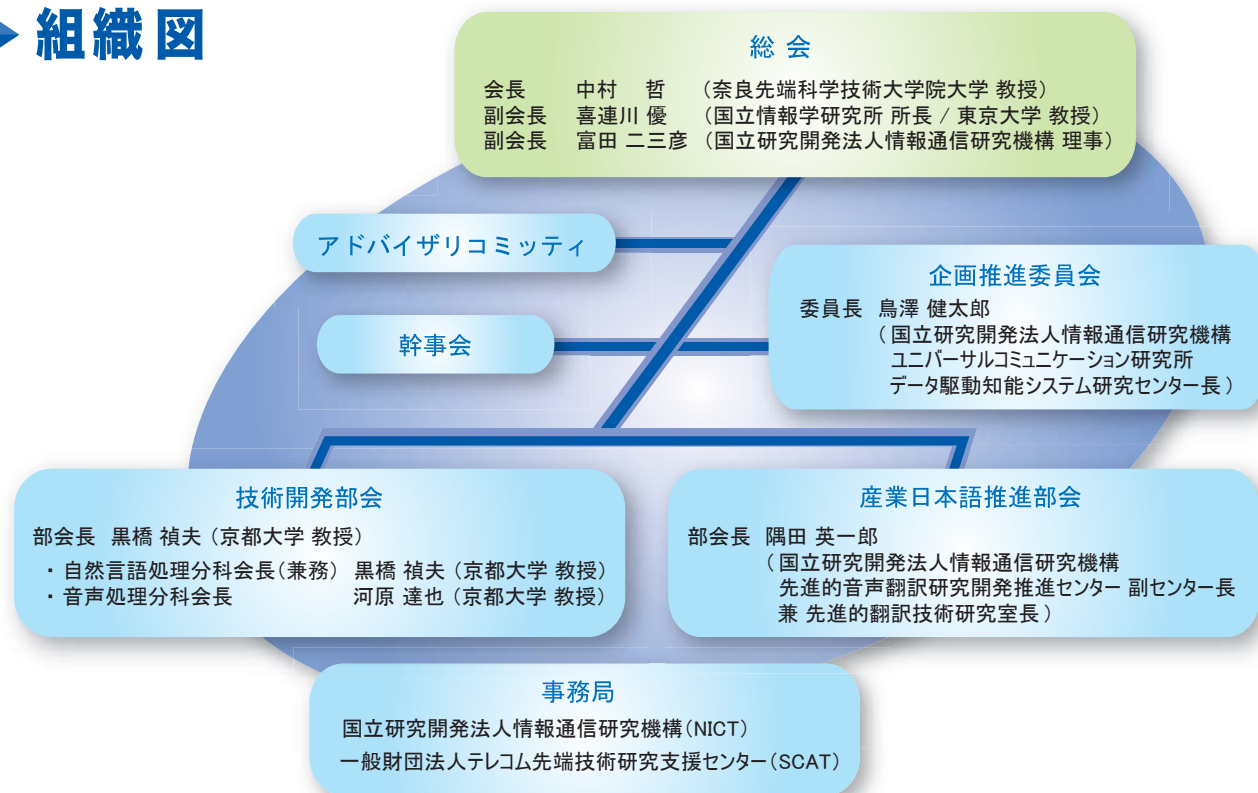 組織図
総会
会長 中村 哲 （奈良先端科学技術大学院大学 教授）
副会長 喜連川 優 （国立情報学研究所 所長 / 東京大学 教授）
副会長 富田 二三彦 （国立研究開発法人情報通信研究機構 理事）
アドバイザリコミッティ
企画推進委員会
委員長 鳥澤 健太郎
（国立研究開発法人情報通信研究機構
ユニバーサルコミュニケーション研究所
データ駆動知能システム研究センター長）
幹事会
技術開発部会
部会長 黒橋 禎夫（京都大学 教授）
・自然言語処理分科会長（兼務） 黒橋 禎夫（京都大学 教授）
・音声処理分科会長 河原 達也（京都大学 教授）
産業日本語推進部会
部会長 隅田 英一郎
（国立研究開発法人情報通信研究機構
先進的音声翻訳研究開発推進センター 副センター長
兼 先進的翻訳技術研究室長）
事務局
国立研究開発法人情報通信研究機構（NICT）
一般財団法人テレコム先端技術研究支援センター（SCAT）